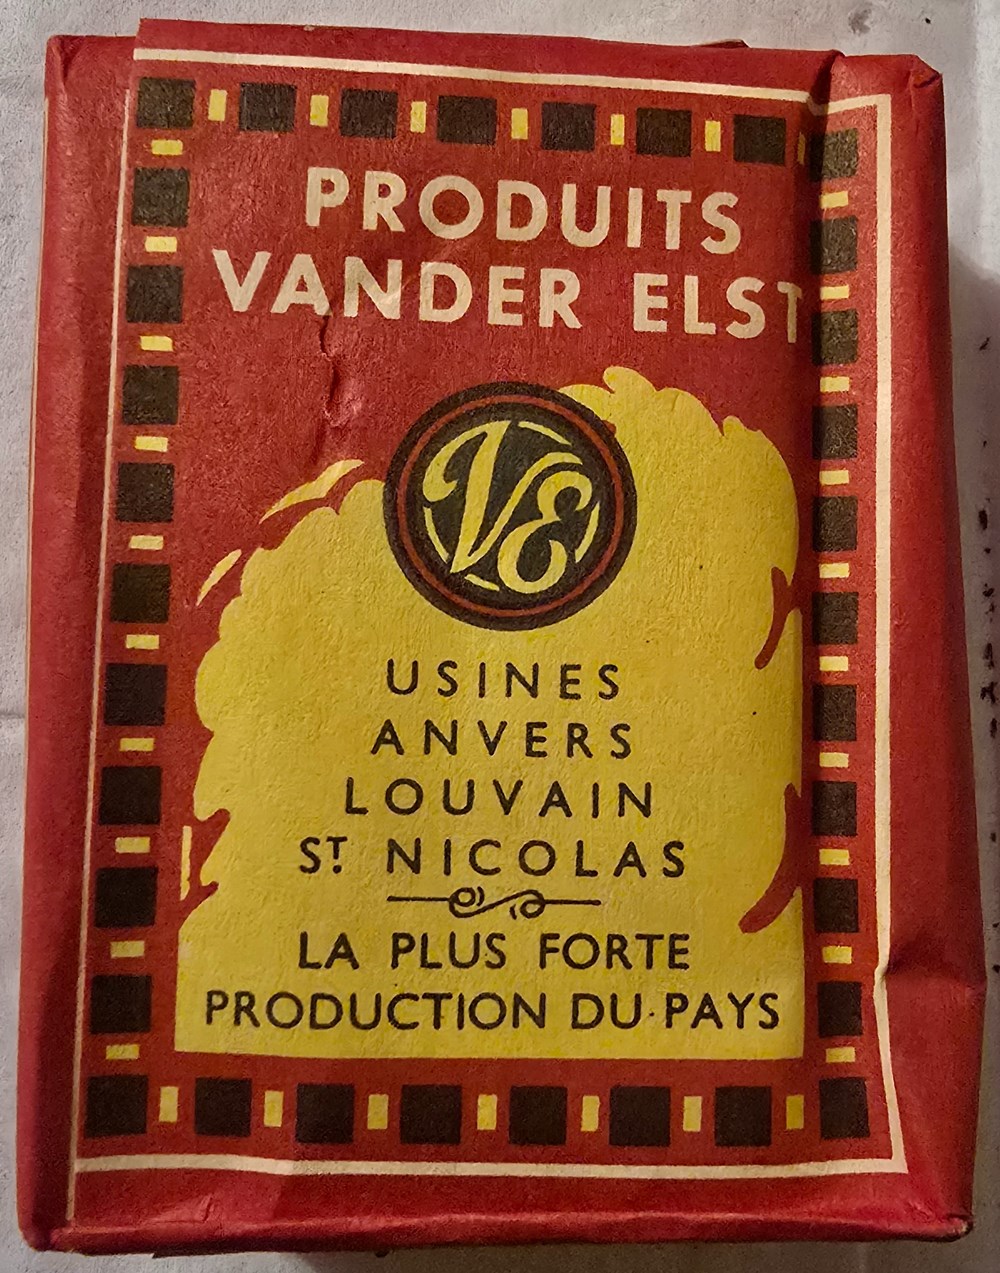 PRODUITS
VANDER ELST
VE
USINES
ANVERS
LOUVAIN
ST NICOLAS
LA PLUS FORTE
PRODUCTION DU·PAYS